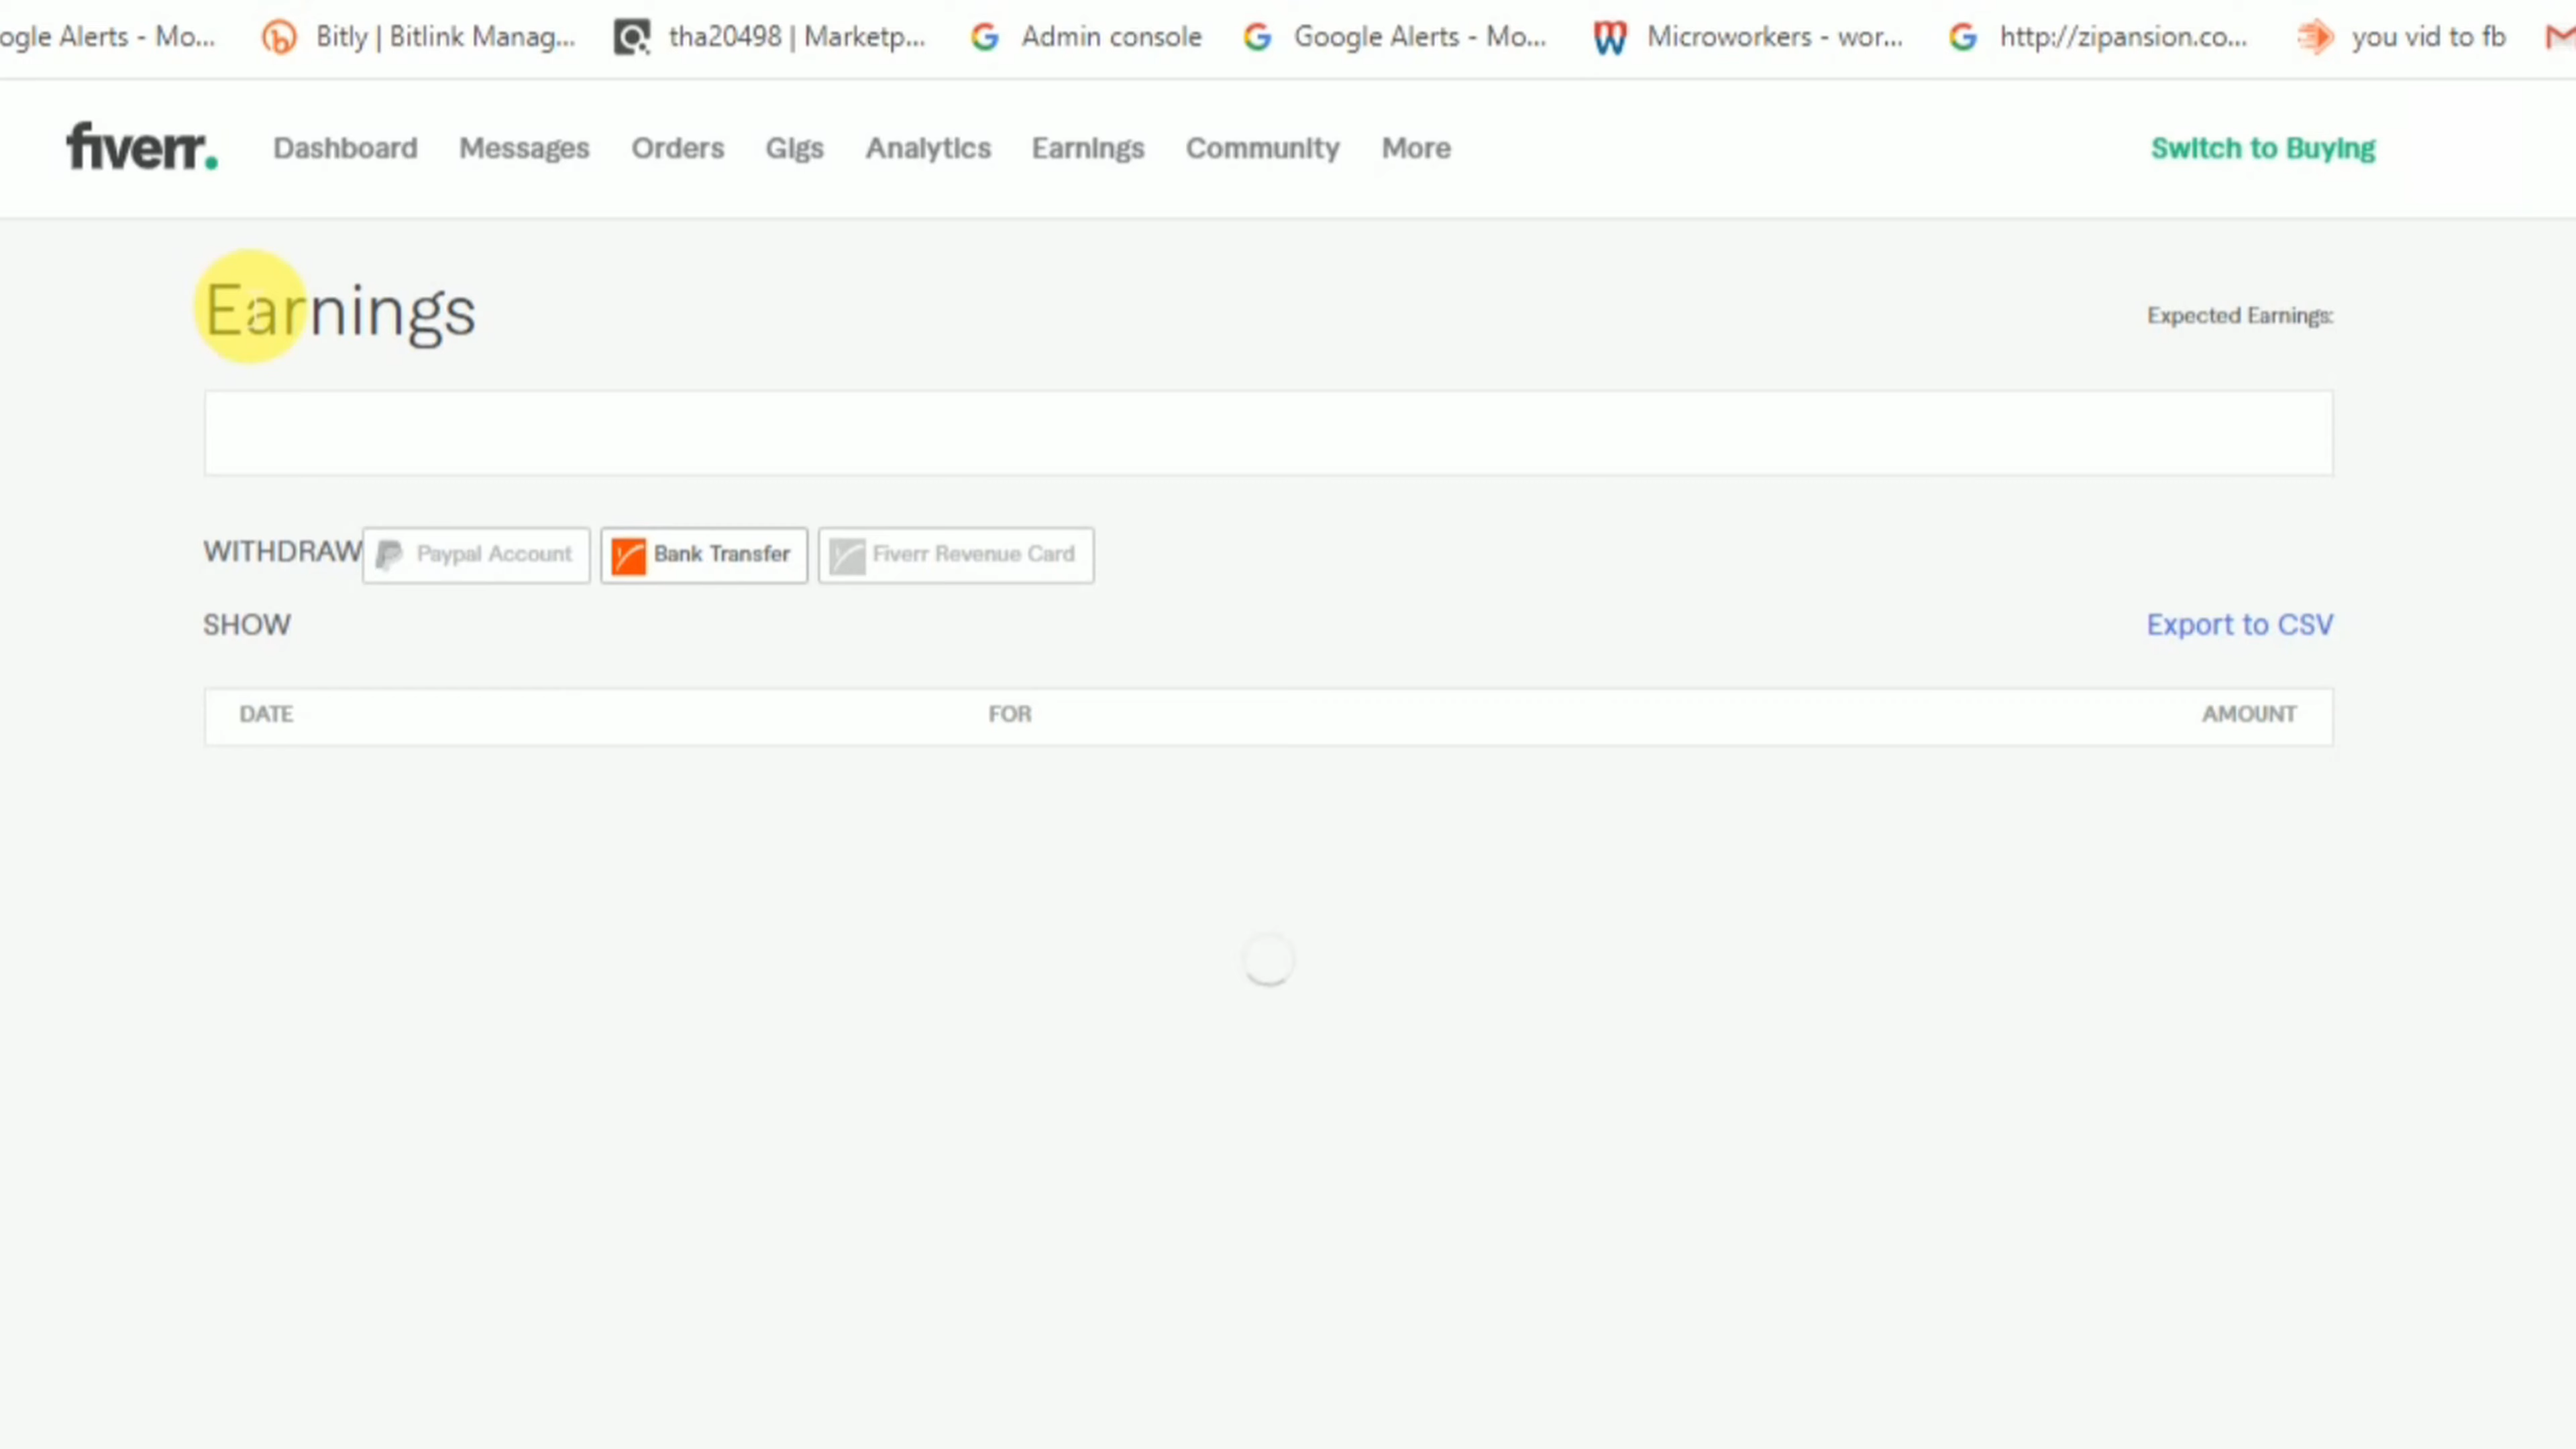 ogle Alerts - Mo... Bitly | Bitlink Manag... tha20498 | Marketp... Admin console Google Alerts - Mo... Microworkers - wor... http://zipansion.co... you vid to fb
fiverr. Dashboard Messages Orders Gigs Analytics Earnings Community More Switch to Buying
Earnings Expected Earnings:
WITHDRAW Paypal Account Bank Transfer Fiverr Revenue Card
SHOW Export to CSV
DATE FOR AMOUNT